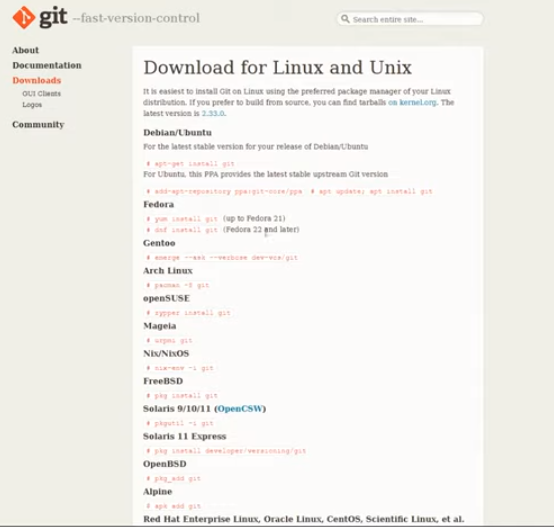 git --fast-version-control
Search entire site...
About
Documentation
Downloads
GUI Clients
Logos
Community
Download for Linux and Unix
It is easiest to install Git on Linux using the preferred package manager of your Linux
distribution. If you prefer to build from source, you can find tarballs on kernel.org. The
latest version is 2.33.0.
Debian/Ubuntu
For the latest stable version for your release of Debian/Ubuntu
# apt-get install git
For Ubuntu, this PPA provides the latest stable upstream Git version
# add-apt-repository ppa:git-core/ppa # apt update; apt install git
Fedora
# yum install git (up to Fedora 21)
# dnf install git (Fedora 22 and later)
Gentoo
# emerge --ask --verbose dev-vcs/git
Arch Linux
# pacman -S git
openSUSE
# zypper install git
Mageia
# urpmi git
Nix/NixOS
# nix-env -i git
FreeBSD
# pkg install git
Solaris 9/10/11 (OpenCSW)
# pkgutil -i git
Solaris 11 Express
# pkg install developer/versioning/git
OpenBSD
# pkg_add git
Alpine
$ apk add git
Red Hat Enterprise Linux, Oracle Linux, CentOS, Scientific Linux, et al.